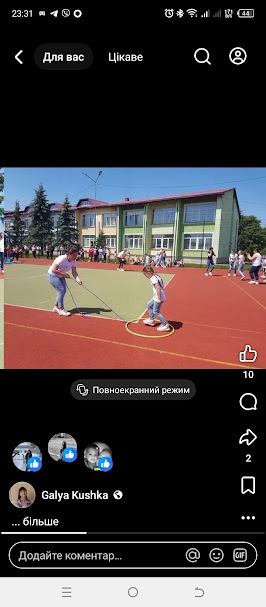 23:31
44
Для вас
Цікаве
10
Повноекранний режим
2
Galya Kushka
... більше
Додайте коментар...
GIF